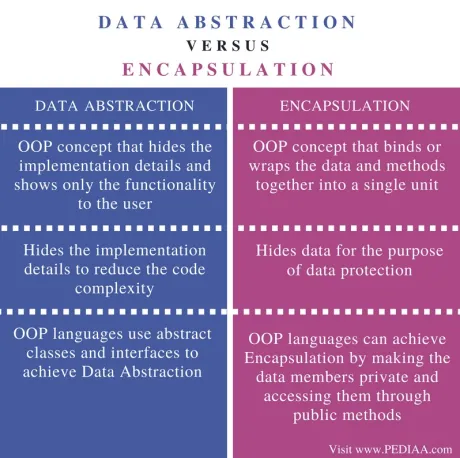 DATA ABSTRACTION
VERSUS
ENCAPSULATION
DATA ABSTRACTION
OOP concept that hides the
implementation details and
shows only the functionality
to the user
Hides the implementation
details to reduce the code
complexity
OOP languages use abstract
classes and interfaces to
achieve Data Abstraction
ENCAPSULATION
OOP concept that binds or
wraps the data and methods
together into a single unit
Hides data for the purpose
of data protection
OOP languages can achieve
Encapsulation by making the
data members private and
accessing them through
public methods
Visit www.PEDIAA.com